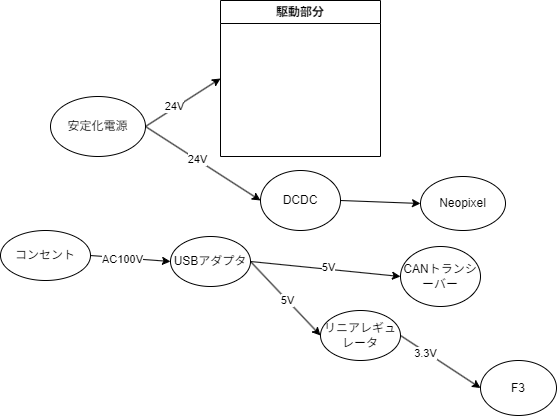 駆動部分
24V
安定化電源
24V
DCDC
Neopixel
コンセント
AC100V
USBアダプタ
5V
CANトランシ
ーバー
5V
リニアレギュ
レータ
3.3V
F3